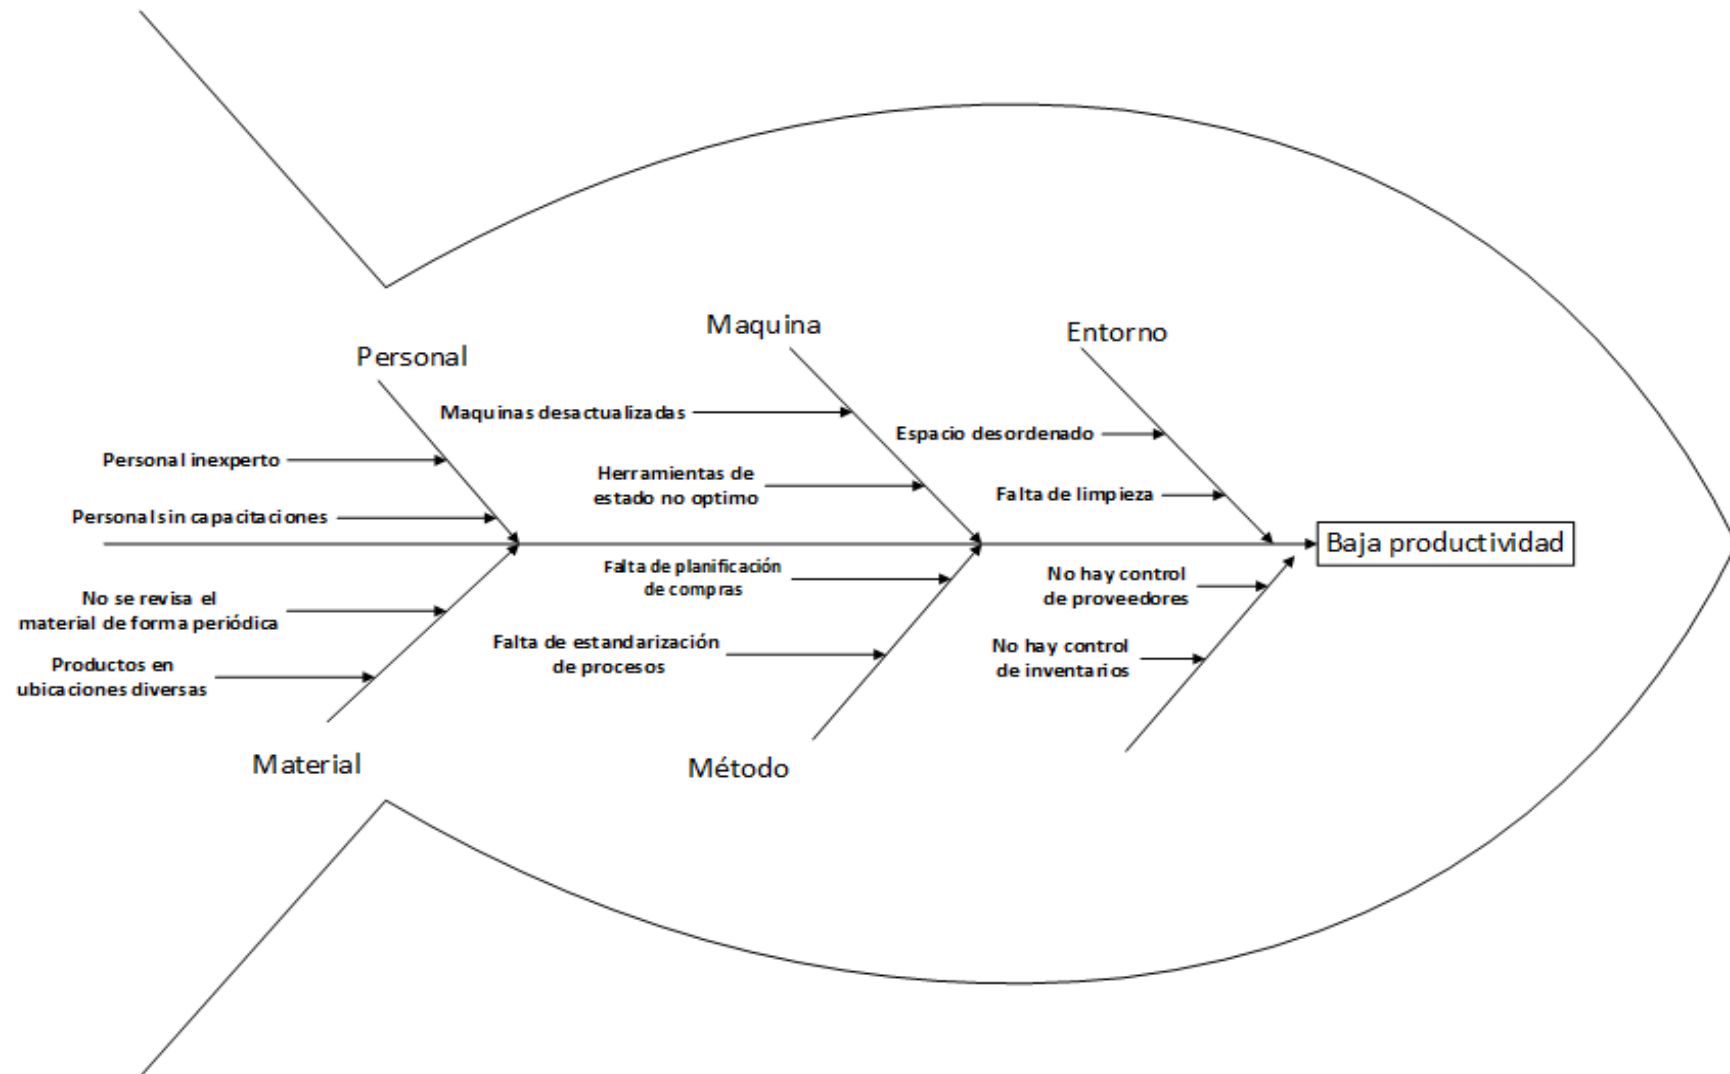 Personal
Maquina
Entorno
Maquinas desactualizadas
Espacio desordenado
Personal inexperto
Herramientas de
estado no optimo
Falta de limpieza
Personal sin capacitaciones
Baja productividad
Falta de planificación
de compras
No hay control
de proveedores
No se revisa el
material de forma periódica
Falta de estandarización
de procesos
No hay control
de inventarios
Productos en
ubicaciones diversas
Material
Método